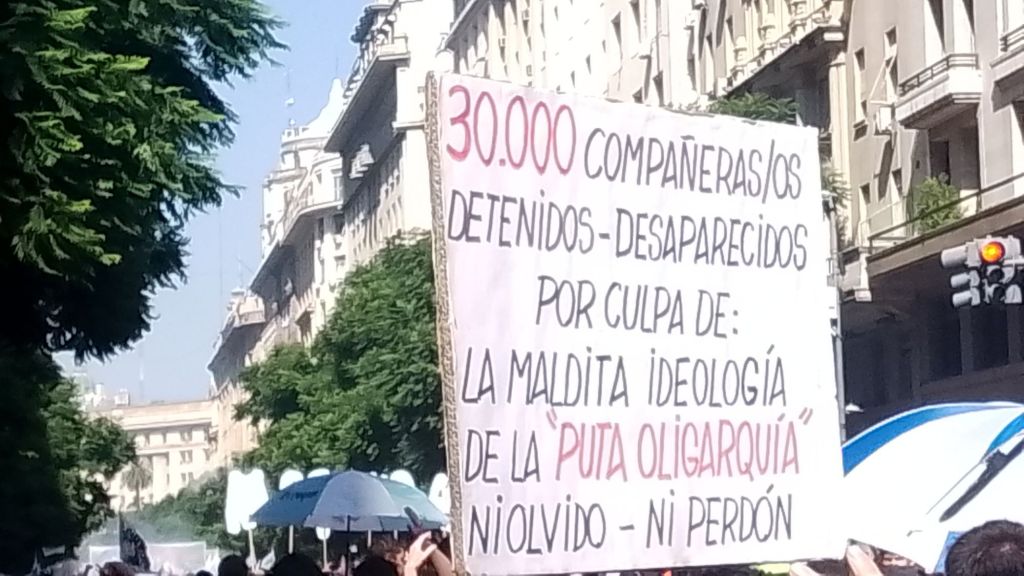 30.000 COMPAÑERAS/OS
DETENIDOS-DESAPARECIDOS
POR CULPA DE:
LA MALDITA IDEOLOGÍA
DE LA "PUTA OLIGARQUÍA"
NI OLVIDO - NI PERDÓN